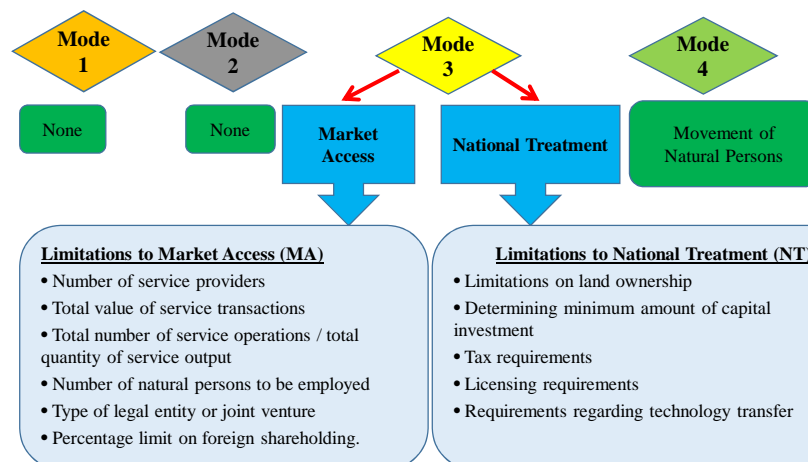 Mode
1
Mode
2
Mode
3
Mode
4
None
None
Market
Access
National Treatment
Movement of
Natural Persons
Limitations to Market Access (MA)
• Number of service providers
• Total value of service transactions
• Total number of service operations / total
quantity of service output
• Number of natural persons to be employed
• Type of legal entity or joint venture
• Percentage limit on foreign shareholding.
Limitations to National Treatment (NT)
• Limitations on land ownership
• Determining minimum amount of capital
investment
• Tax requirements
• Licensing requirements
• Requirements regarding technology transfer